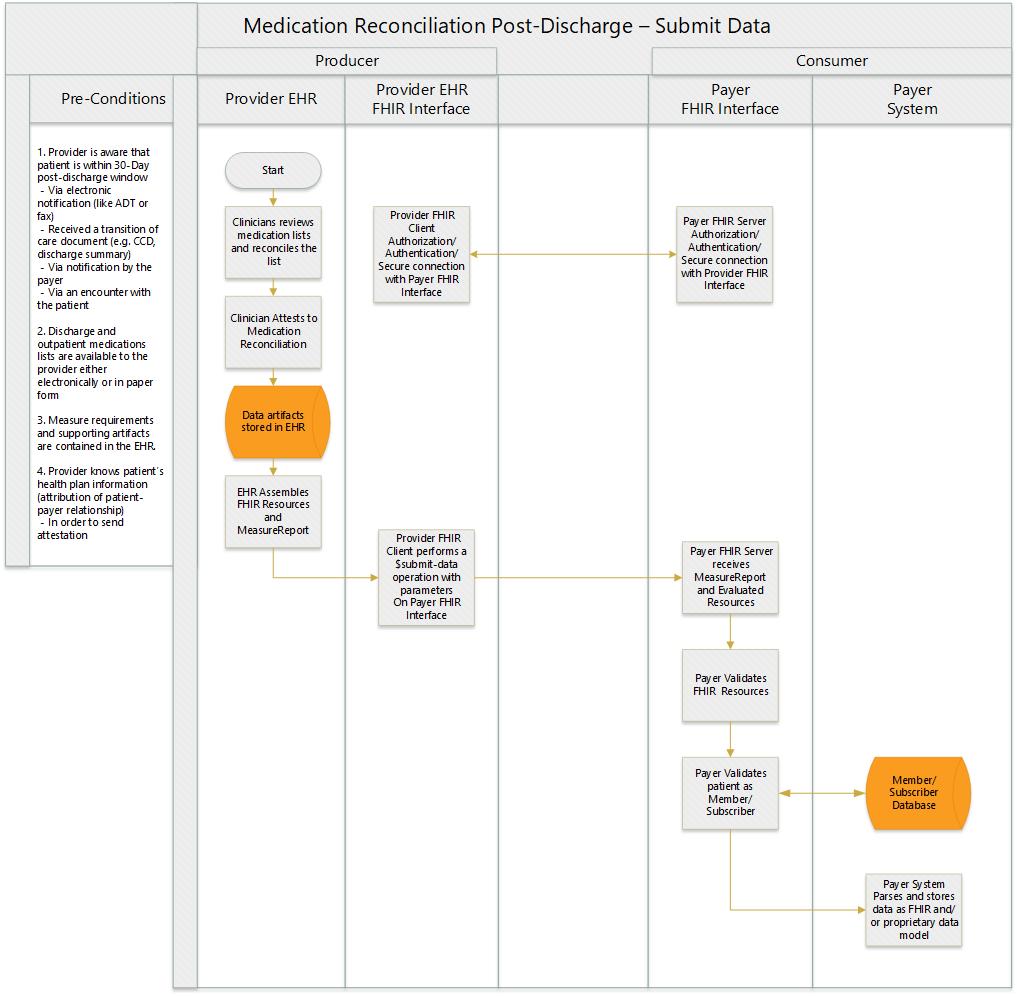 Medication Reconciliation Post-Discharge – Submit Data
Producer
Consumer
Pre-Conditions
Provider EHR
Provider EHR
FHIR Interface
Payer
FHIR Interface
Payer
System
1. Provider is aware that
patient is within 30-Day
post-discharge window
- Via electronic
notification (like ADT or
fax)
- Received a transition of
care document (e.g. CCD,
discharge summary)
- Via notification by the
payer
- Via an encounter with
the patient
2. Discharge and
outpatient medications
lists are available to the
provider either
electronically or in paper
form
3. Measure requirements
and supporting artifacts
are contained in the EHR.
4. Provider knows patient's
health plan information
(attribution of patient-
payer relationship)
- In order to send
attestation
Start
Clinicians reviews
medication lists
and reconciles the
list
Clinician Attests to
Medication
Reconciliation
Data artifacts
stored in EHR
EHR Assembles
FHIR Resources
and
MeasureReport
Provider FHIR
Client
Authorization/
Authentication/
Secure connection
with Payer FHIR
Interface
Payer FHIR Server
Authorization/
Authentication/
Secure connection
with Provider FHIR
Interface
Provider FHIR
Client performs a
$submit-data
operation with
parameters
On Payer FHIR
Interface
Payer FHIR Server
receives
MeasureReport
and Evaluated
Resources
Payer Validates
FHIR Resources
Payer Validates
patient as
Member/
Subscriber
Member/
Subscriber
Database
Payer System
Parses and stores
data as FHIR and/
or proprietary data
model